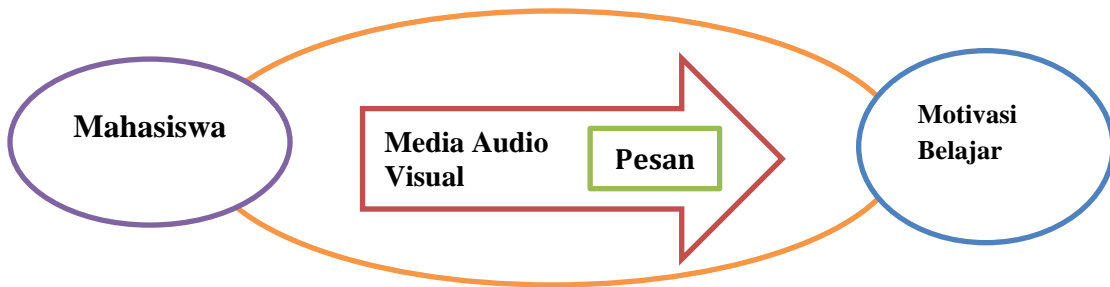 Mahasiswa
Media Audio
Visual
Pesan
Motivasi
Belajar